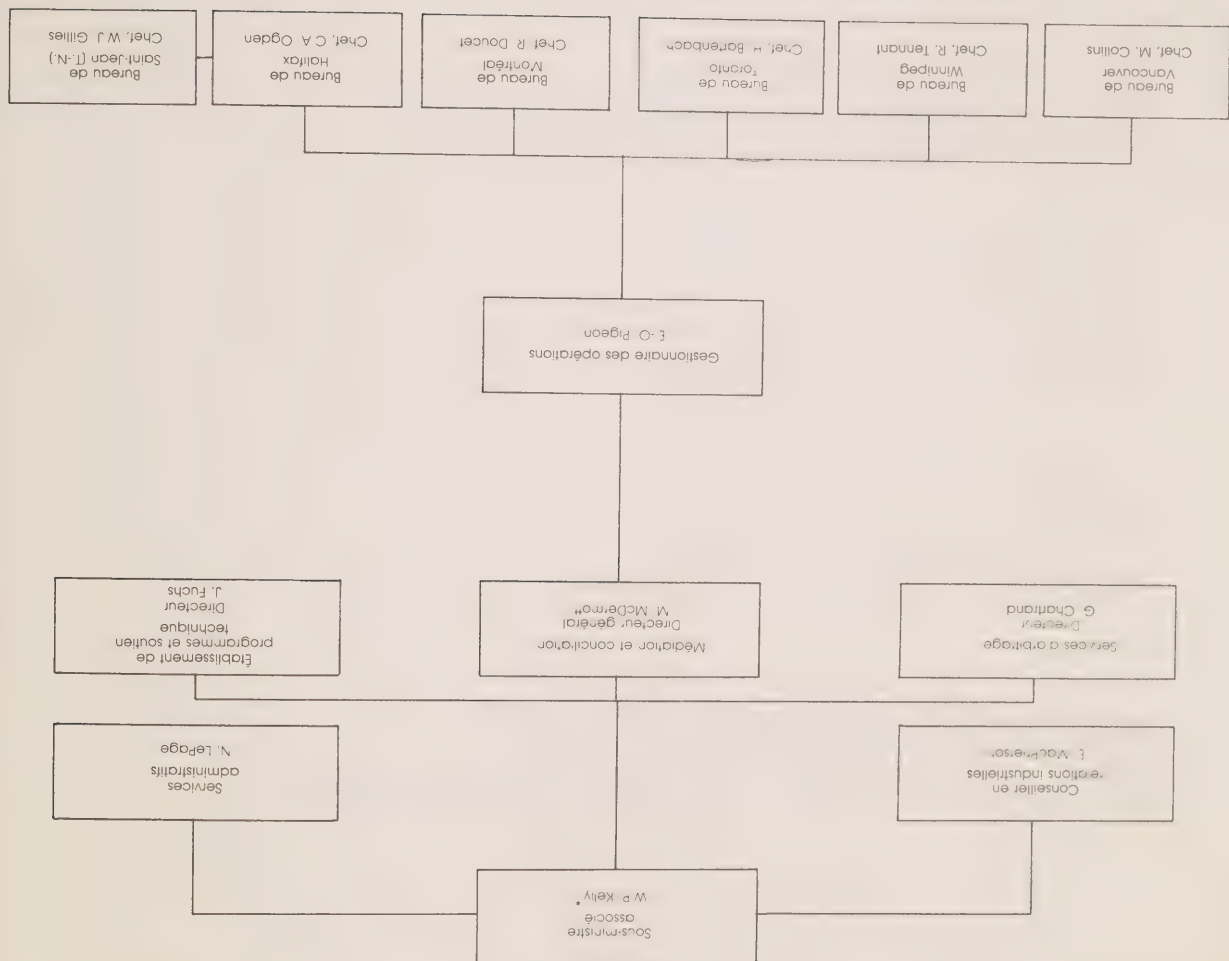 Sous-ministre
associé
W.P. Kelly*
Conseiller en
relations industrielles
E. MacPherson
Services
administratifs
N. LePage
Services d'arbitrage
Directeur
G. Chartrand
Médiation et conciliation
Directeur général
M. McDermott
Établissement de
programmes et soutien
technique
Directeur
J. Fuchs
Gestionnaire des opérations
E.-O. Pigeon
Bureau de
Vancouver
Chef, M. Collins
Bureau de
Winnipeg
Chef, R. Tennant
Bureau de
Toronto
Chef, H. Bartenbach
Bureau de
Montréal
Chef R. Doucet
Bureau de
Halifax
Chef, C.A. Ogden
Bureau de
Saint-Jean (T.-N.)
Chef, W.J. Gillies